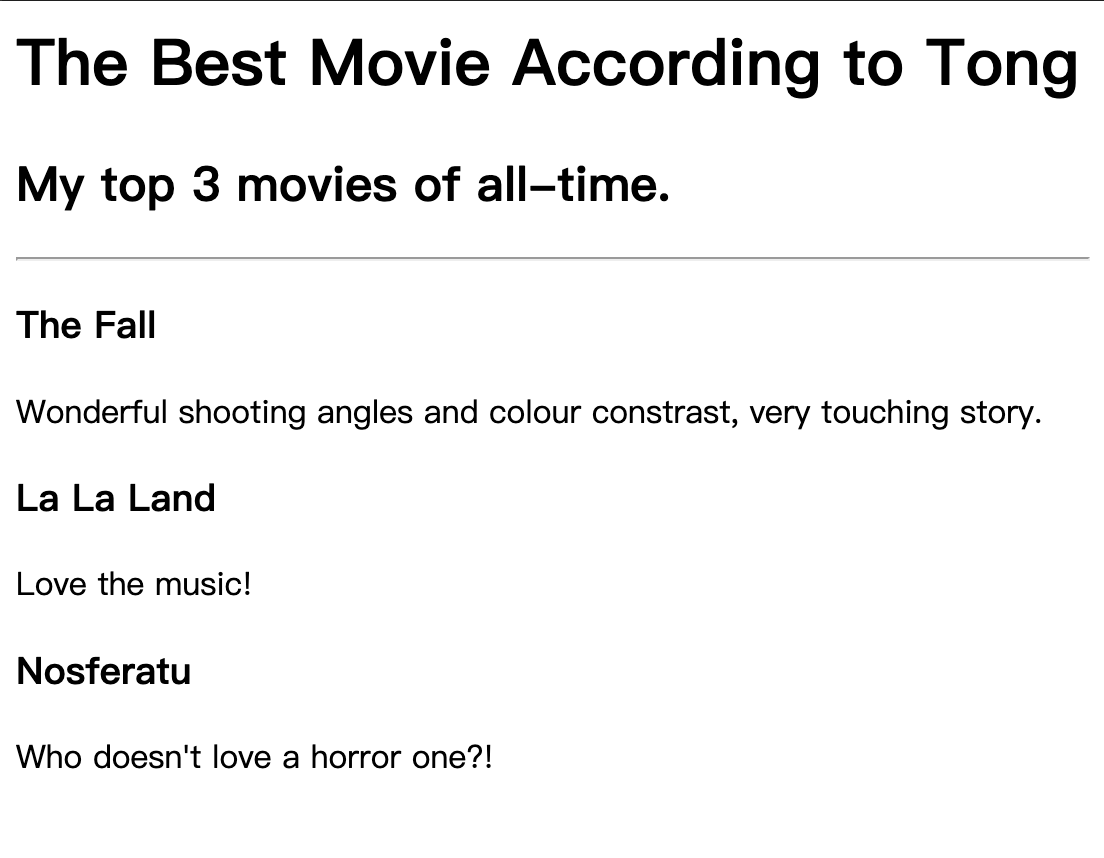 The Best Movie According to Tong
My top 3 movies of all-time.
The Fall
Wonderful shooting angles and colour constrast, very touching story.
La La Land
Love the music!
Nosferatu
Who doesn't love a horror one?!